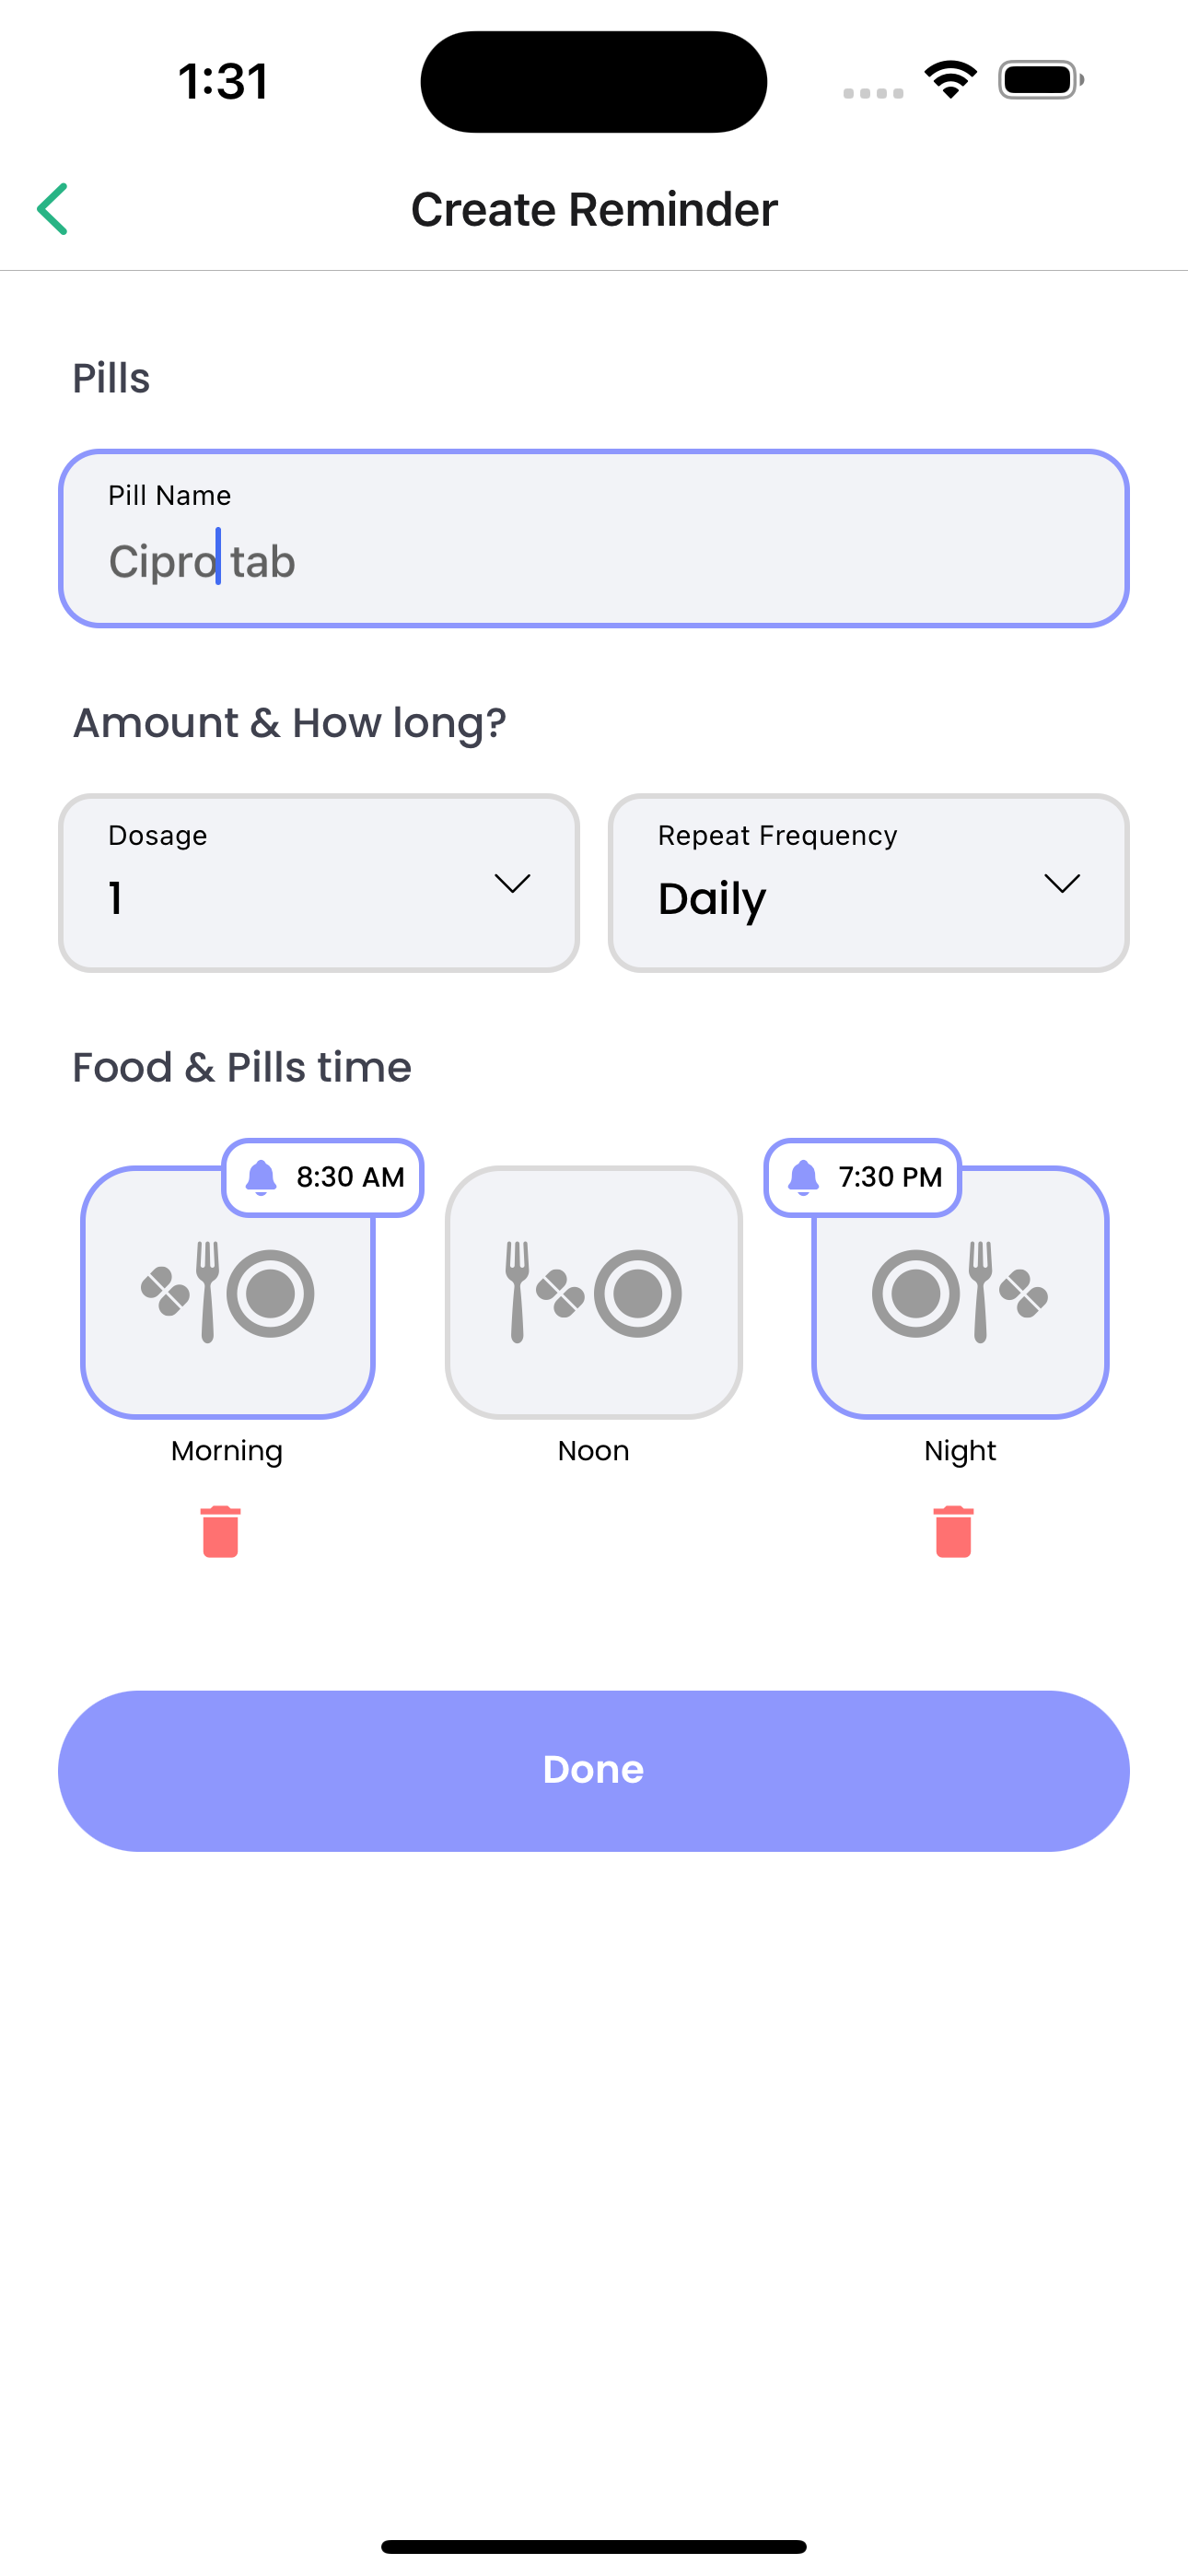 1:31
Create Reminder
Pills
Pill Name
Cipro tab
Amount & How long?
Dosage
1
Repeat Frequency
Daily
Food & Pills time
8:30 AM
7:30 PM
Morning
Noon
Night
Done